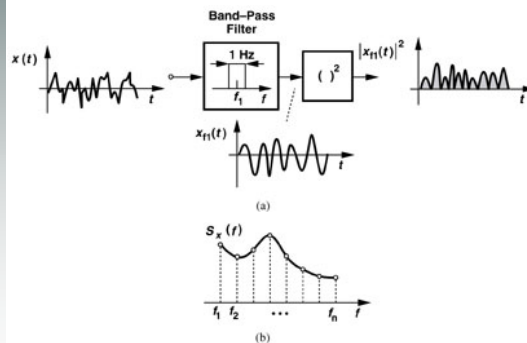 Band–Pass
Filter
x (t)
1 Hz
f1
f
t
( )²
|xf1(t)|²
t
xf1(t)
t
(a)
Sx (f)
f1 f2 ••• fn f
(b)